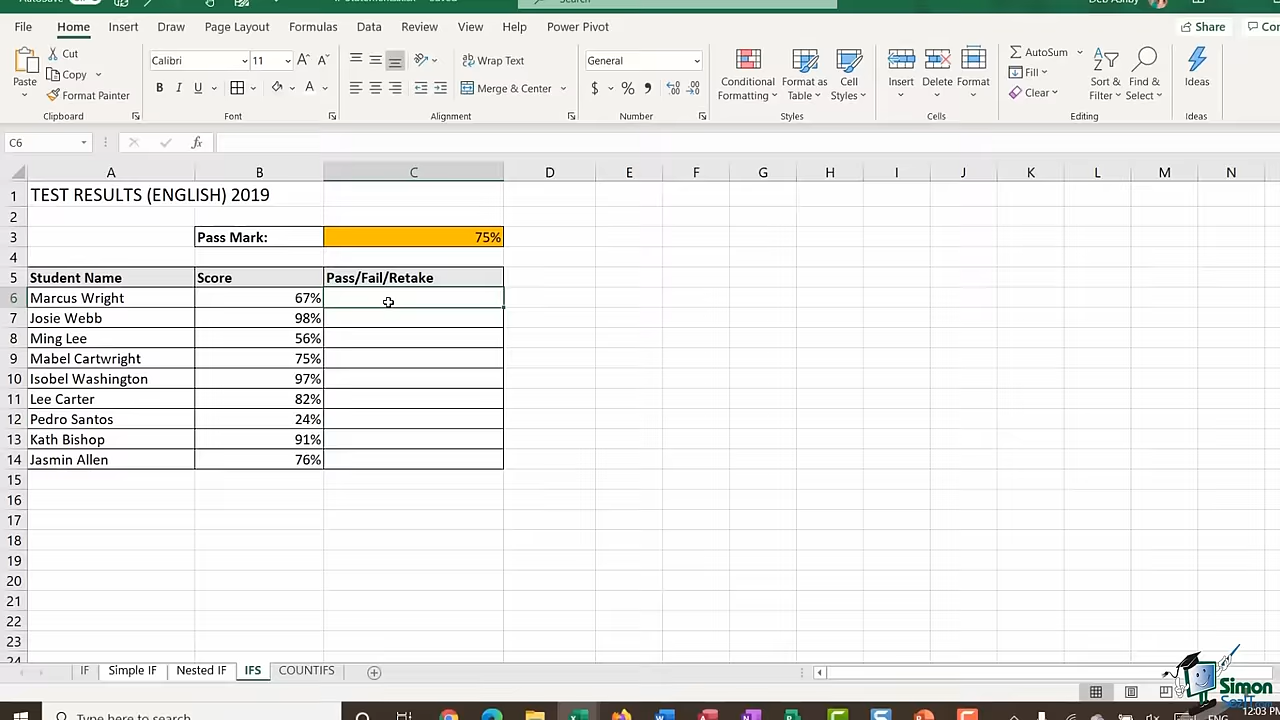 File Home Insert Draw Page Layout Formulas Data Review View Help Power Pivot Share
Paste Cut Copy Format Painter
Calibri 11
B I U
Wrap Text
Merge & Center
General
$ %
Conditional Formatting
Format as Table
Cell Styles
Insert Delete Format
AutoSum
Fill
Clear
Sort & Filter
Find & Select
Ideas
Clipboard Font Alignment Number Styles Cells Editing Ideas
C6 fx
A B C D E F G H I J K L M N
1 TEST RESULTS (ENGLISH) 2019
2
3 Pass Mark: 75%
4
5 Student Name Score Pass/Fail/Retake
6 Marcus Wright 67%
7 Josie Webb 98%
8 Ming Lee 56%
9 Mabel Cartwright 75%
10 Isobel Washington 97%
11 Lee Carter 82%
12 Pedro Santos 24%
13 Kath Bishop 91%
14 Jasmin Allen 76%
15
16
17
18
19
20
21
22
23
IF Simple IF Nested IF IFS COUNTIFS
Simon
Type here to search
12:03 PM